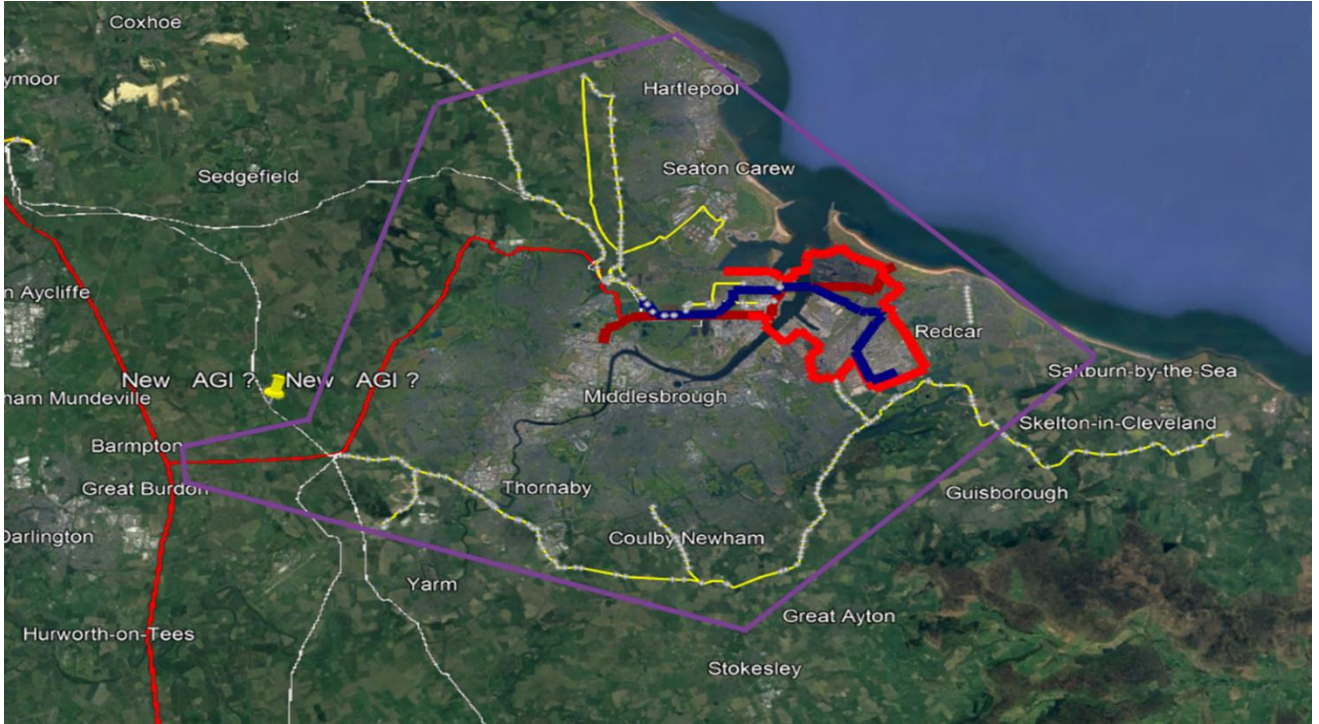 Coxhoe
ymoor
Hartlepool
Seaton Carew
Sedgefield
n Aycliffe
Redcar
New AGI ? New AGI ?
Saltburn-by-the-Sea
ham Mundeville
Middlesbrough
Skelton-in-Cleveland
Barmpton
Great Burdon
Thornaby
Guisborough
Darlington
Coulby Newham
Yarm
Great Ayton
Hurworth-on-Tees
Stokesley